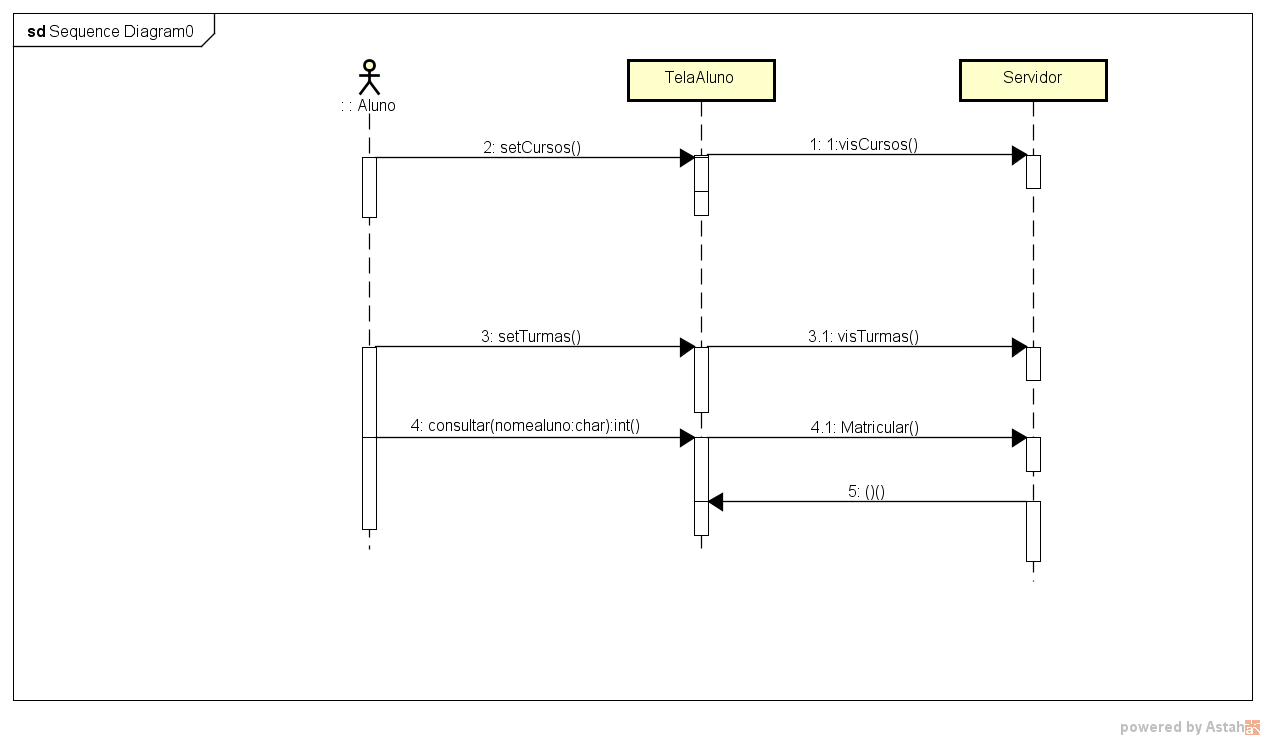 sd Sequence Diagram0
: : Aluno
TelaAluno
Servidor
2: setCursos()
1: 1:visCursos()
3: setTurmas()
3.1: visTurmas()
4: consultar(nomealuno:char):int()
4.1: Matricular()
5: ()()
powered by Astah